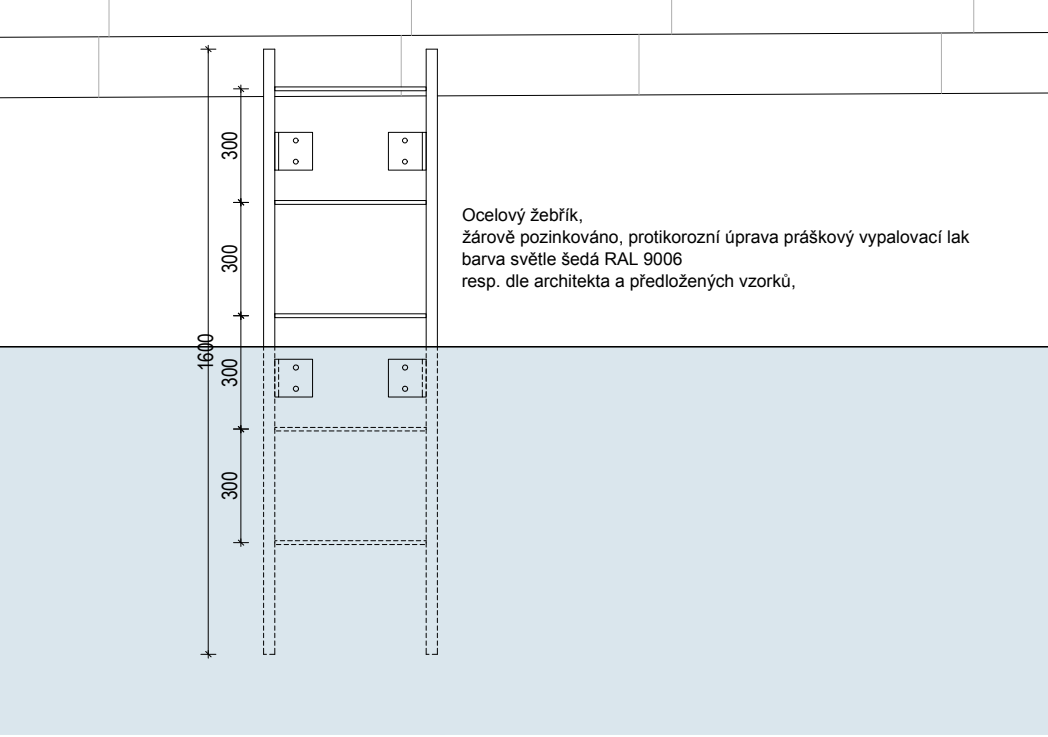 300
300
1600
300
300
Ocelový žebřík,
žárově pozinkováno, protikorozní úprava práškový vypalovací lak
barva světle šedá RAL 9006
resp. dle architekta a předložených vzorků,